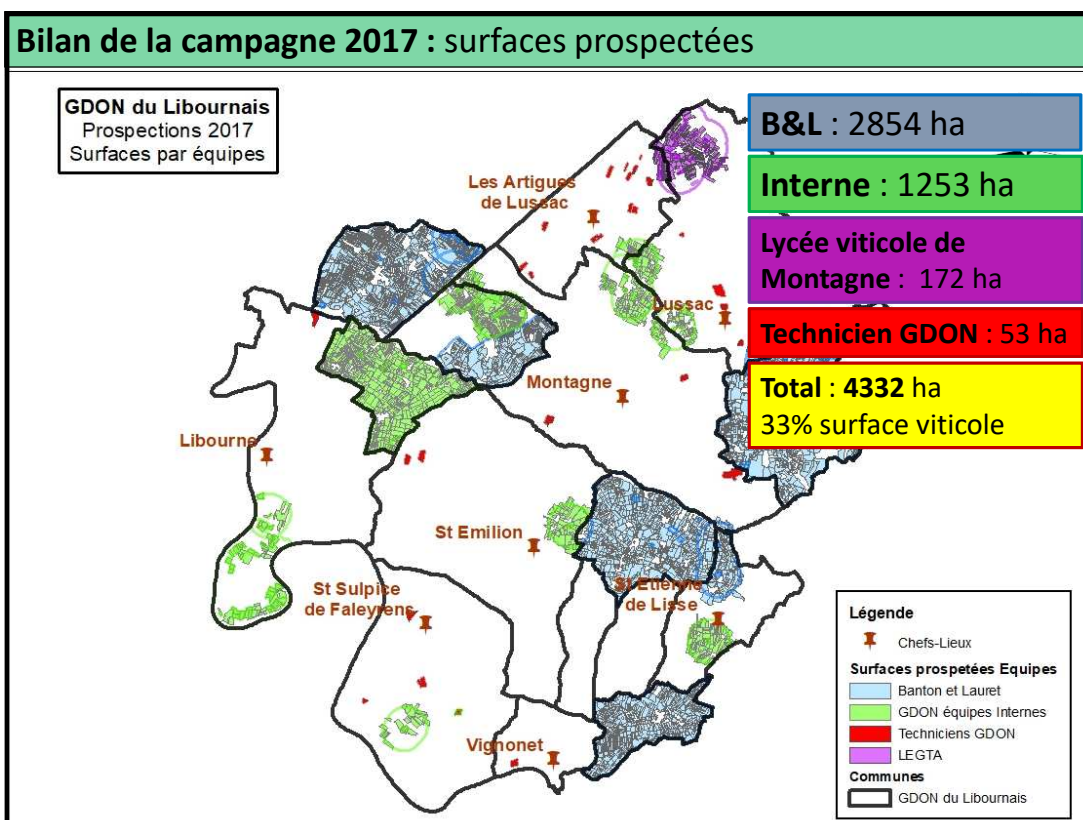 Bilan de la campagne 2017 : surfaces prospectées
GDON du Libournais
Prospections 2017
Surfaces par équipes
B&L : 2854 ha
Interne : 1253 ha
Lycée viticole de
Montagne : 172 ha
Technicien GDON : 53 ha
Total : 4332 ha
33% surface viticole
Les Artigues
de Lussac
Lussac
Montagne
Libourne
St Emilion
St Sulpice
de Faleyrens
St Etienne
de Lisse
Vignonet
Légende
Chefs-Lieux
Surfaces prospetées Equipes
Banton et Lauret
GDON équipes Internes
Techniciens GDON
LEGTA
Communes
GDON du Libournais